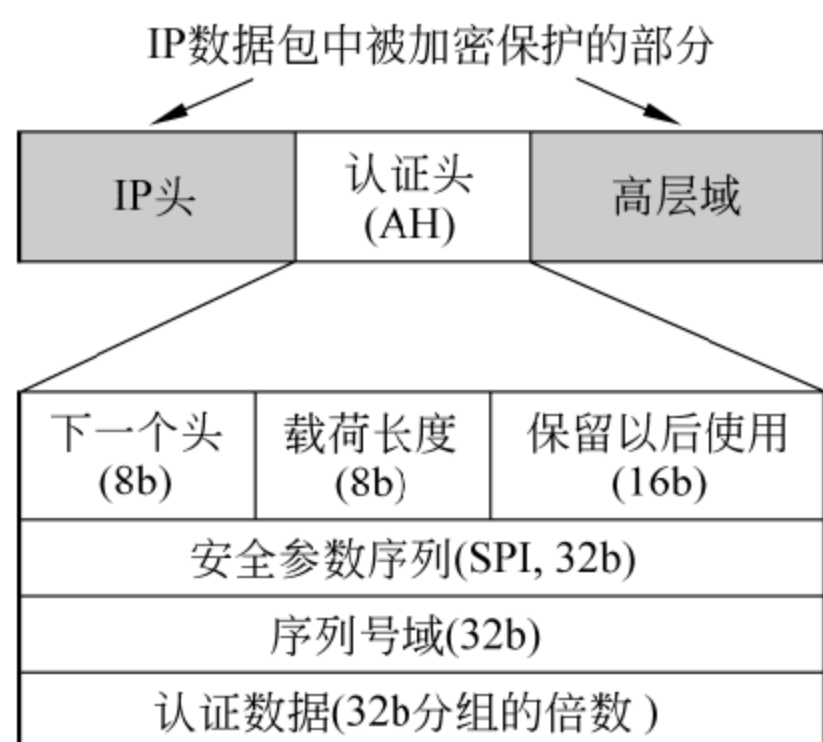 IP数据包中被加密保护的部分
IP头
认证头
(AH)
高层域
下一个头
(8b)
载荷长度
(8b)
保留以后使用
(16b)
安全参数序列(SPI, 32b)
序列号域(32b)
认证数据(32b分组的倍数 )